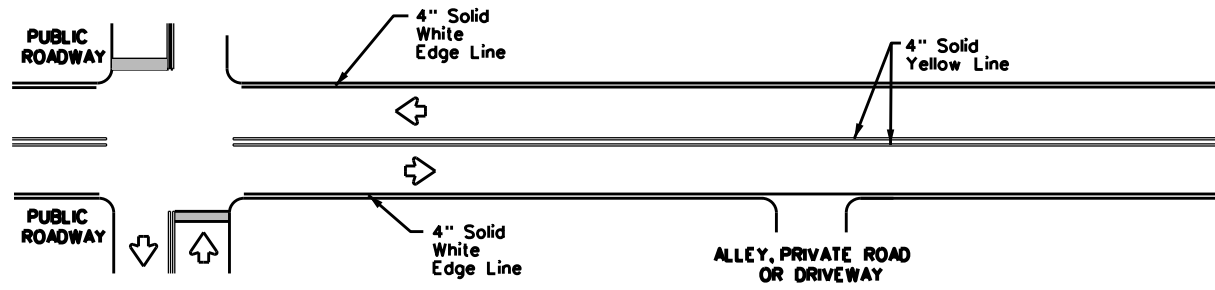 PUBLIC
ROADWAY
4" Solid
White
Edge Line
4" Solid
Yellow Line
PUBLIC
ROADWAY
4" Solid
White
Edge Line
ALLEY, PRIVATE ROAD
OR DRIVEWAY